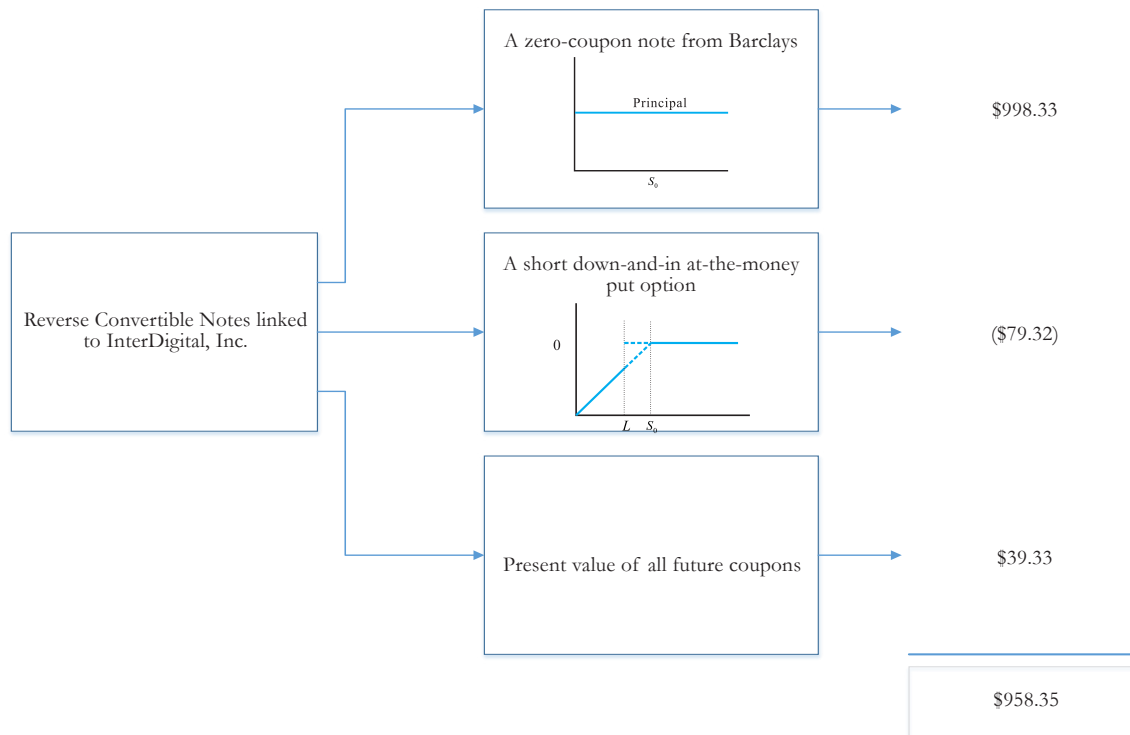 A zero-coupon note from Barclays
Principal
S₀
$998.33
Reverse Convertible Notes linked
to InterDigital, Inc.
A short down-and-in at-the-money
put option
0
L S₀
($79.32)
Present value of all future coupons
$39.33
$958.35